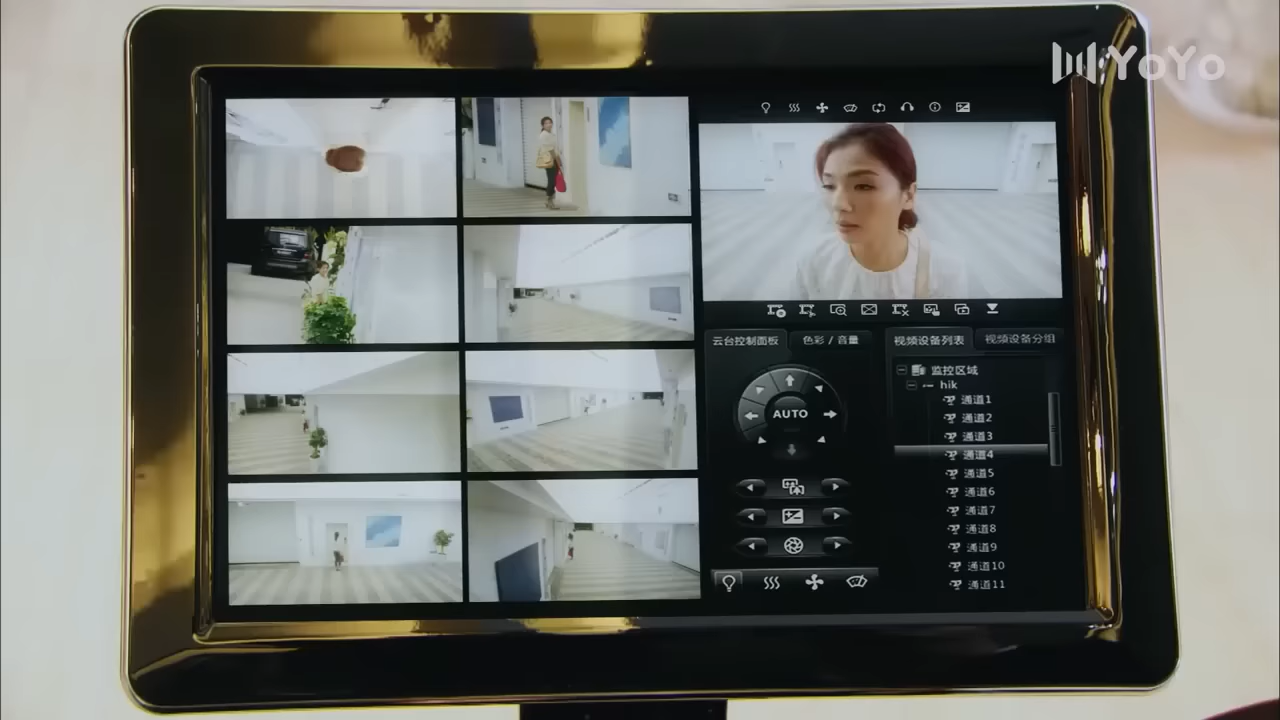 YoYo
云台控制面板
色彩 / 音量
视频设备列表
视频设备分组
监控区域
hik
AUTO
通道1
通道2
通道3
通道4
通道5
通道6
通道7
通道8
通道9
通道10
通道11